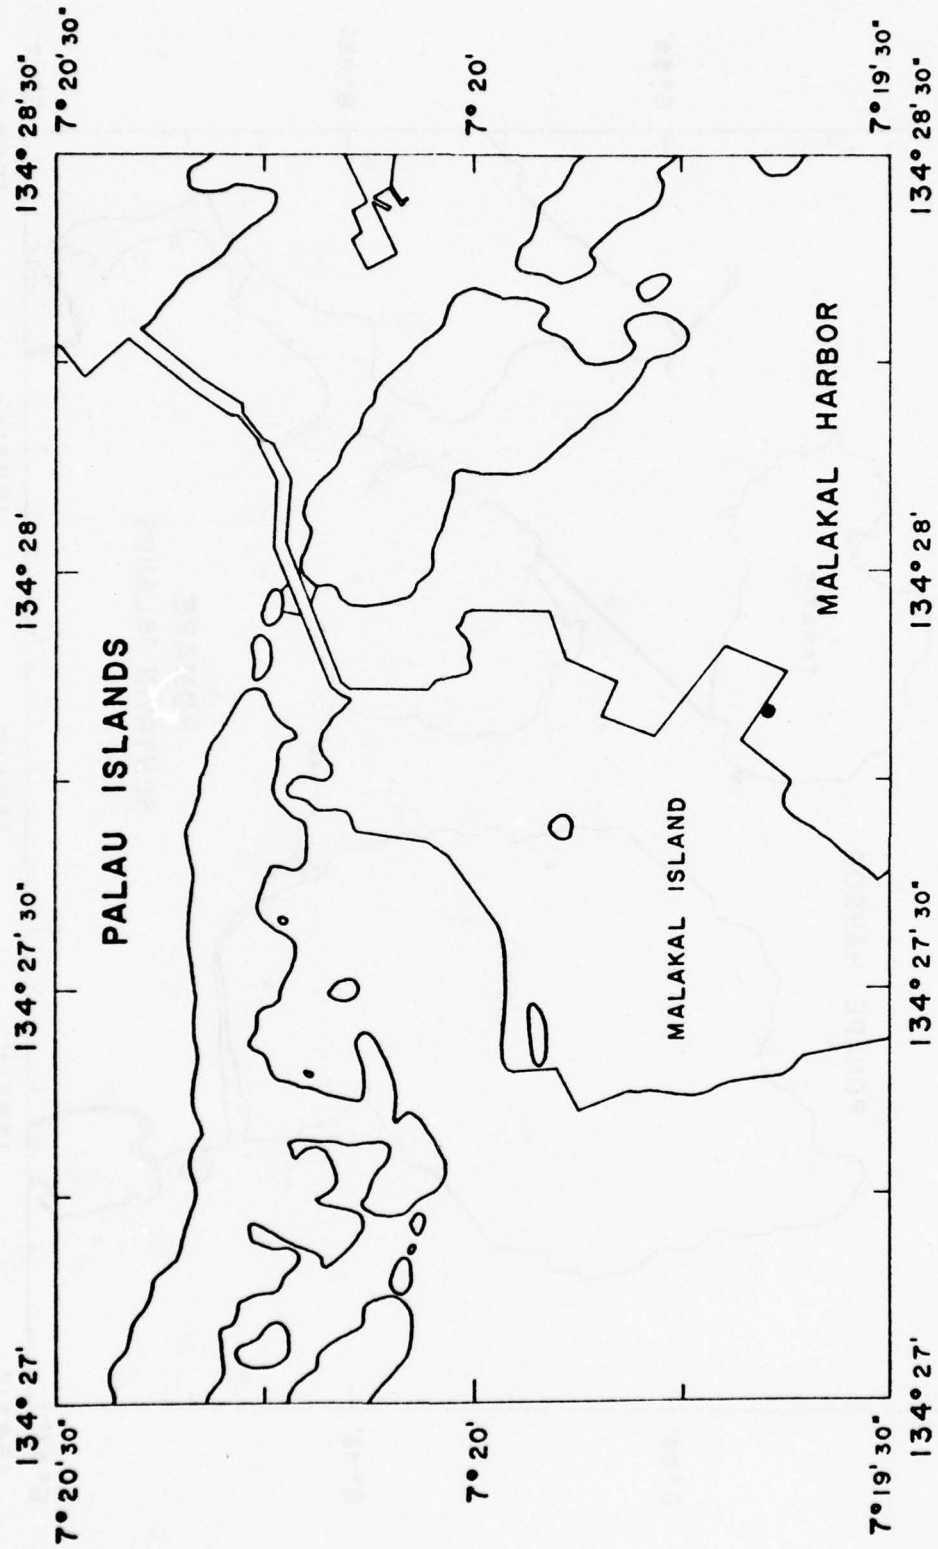 134° 27'
134° 27' 30"
134° 28'
134° 28' 30"
7° 20' 30"
7° 20' 30"
PALAU ISLANDS
7° 20'
7° 20'
MALAKAL ISLAND
MALAKAL HARBOR
7° 19' 30"
7° 19' 30"
134° 27'
134° 27' 30"
134° 28'
134° 28' 30"